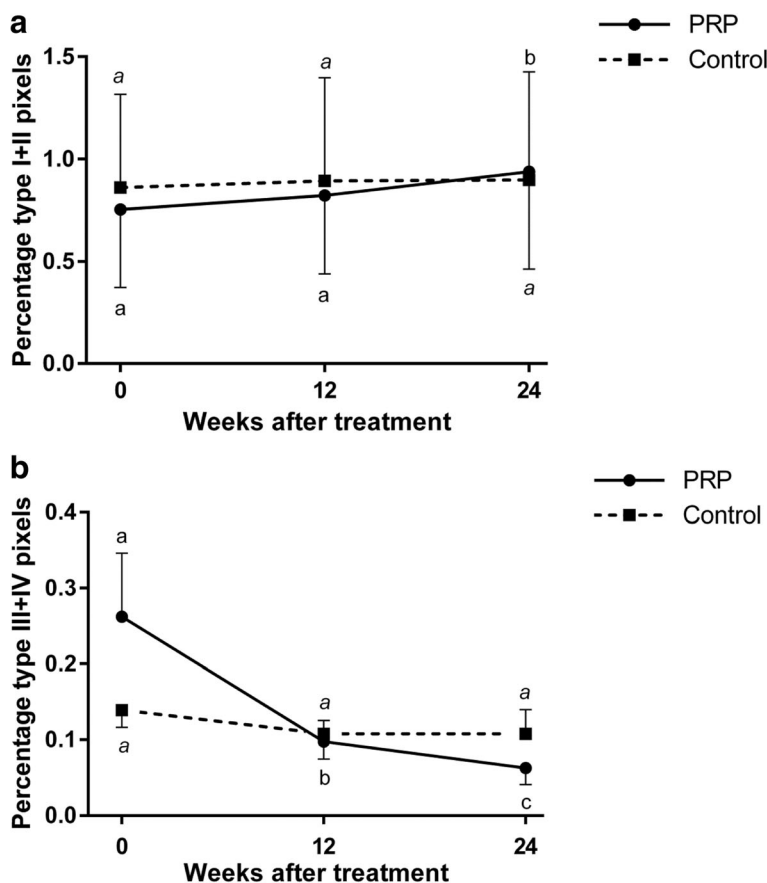 a
PRP
Control
Percentage type I+II pixels
1.5
1.0
0.5
0.0
a
a
b
a
a
a
0
12
24
Weeks after treatment
b
PRP
Control
Percentage type III+IV pixels
0.4
0.3
0.2
0.1
0.0
a
a
a
a
b
c
0
12
24
Weeks after treatment